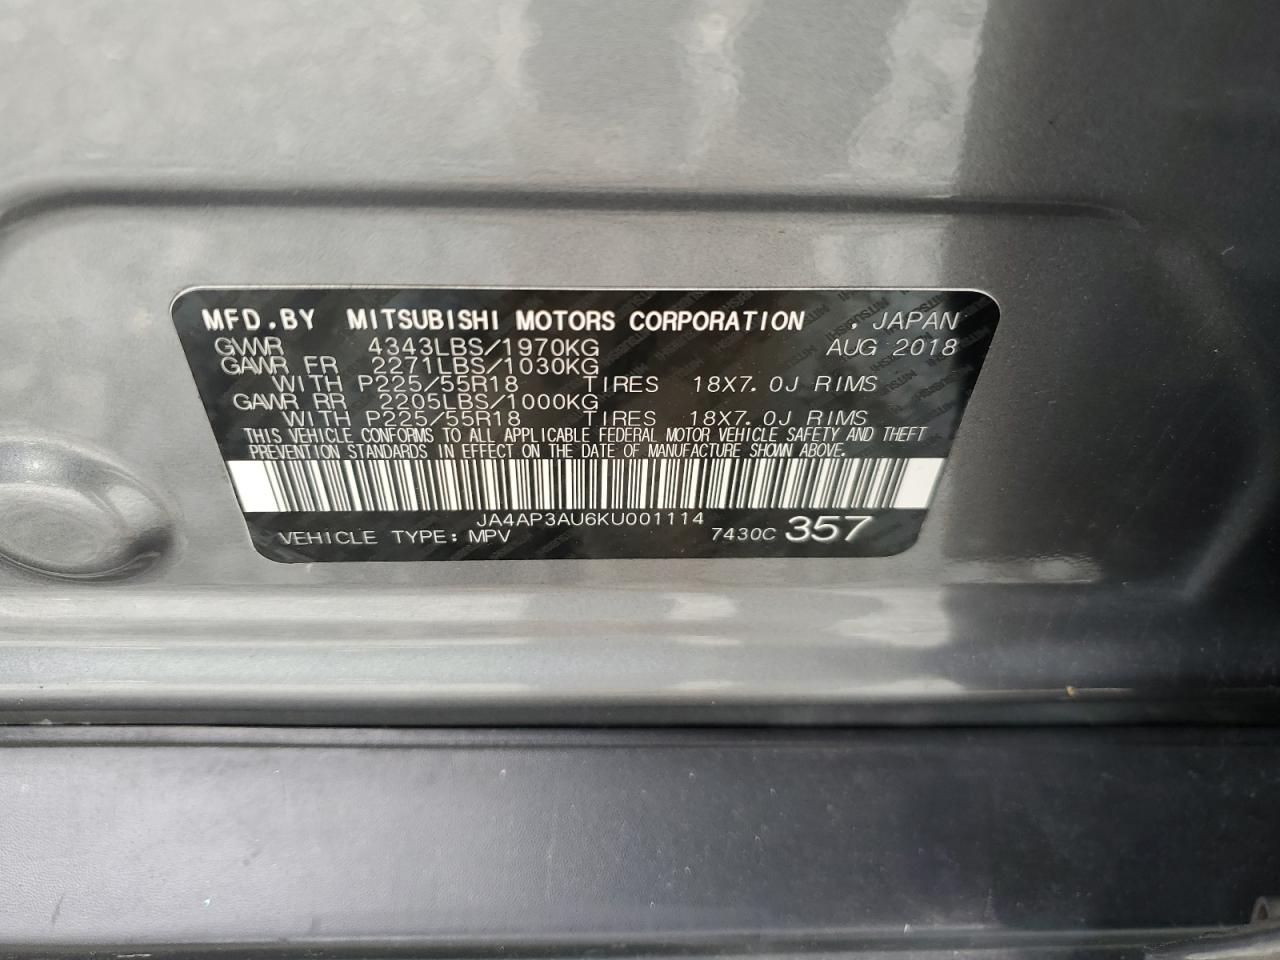 MFD.BY MITSUBISHI MOTORS CORPORATION . JAPAN
GVWR 4343LBS/1970KG AUG 2018
GAWR FR 2271LBS/1030KG
WITH P225/55R18 TIRES 18X7.0J RIMS
GAWR RR 2205LBS/1000KG
WITH P225/55R18 TIRES 18X7.0J RIMS
THIS VEHICLE CONFORMS TO ALL APPLICABLE FEDERAL MOTOR VEHICLE SAFETY AND THEFT
PREVENTION STANDARDS IN EFFECT ON THE DATE OF MANUFACTURE SHOWN ABOVE.
JA4AP3AU6KU001114
VEHICLE TYPE: MPV 7430C 357